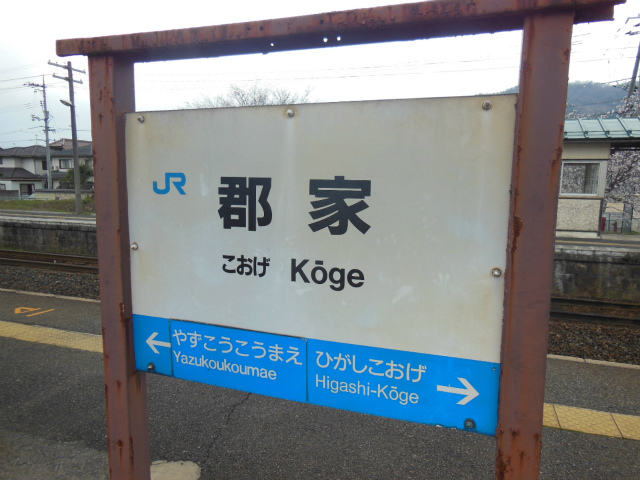 JR 郡家
こおげ Kōge
← やずこうこうまえ
Yazukoukoumae
ひがしこおげ →
Higashi-Kōge